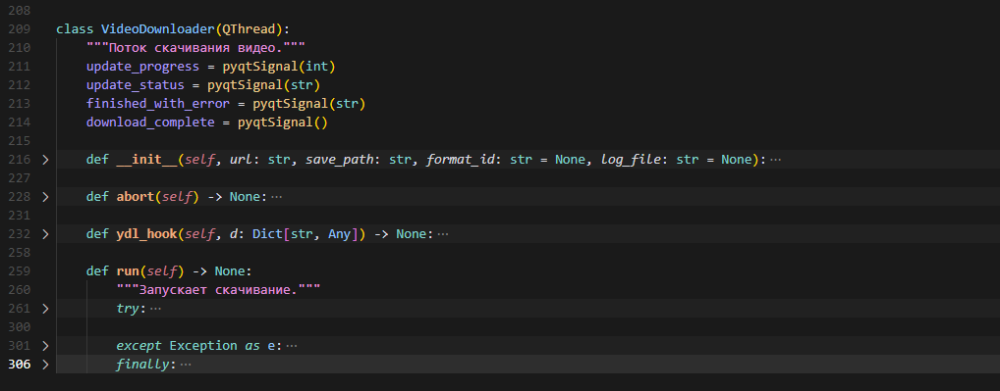 208
209 class VideoDownloader(QThread):
210 """Поток скачивания видео."""
211 update_progress = pyqtSignal(int)
212 update_status = pyqtSignal(str)
213 finished_with_error = pyqtSignal(str)
214 download_complete = pyqtSignal()
215
216 > def __init__(self, url: str, save_path: str, format_id: str = None, log_file: str = None):···
227
228 > def abort(self) -> None:···
231
232 > def ydl_hook(self, d: Dict[str, Any]) -> None:···
258
259 def run(self) -> None:
260 """Запускает скачивание."""
261 > try:···
300
301 > except Exception as e:···
306 > finally:···